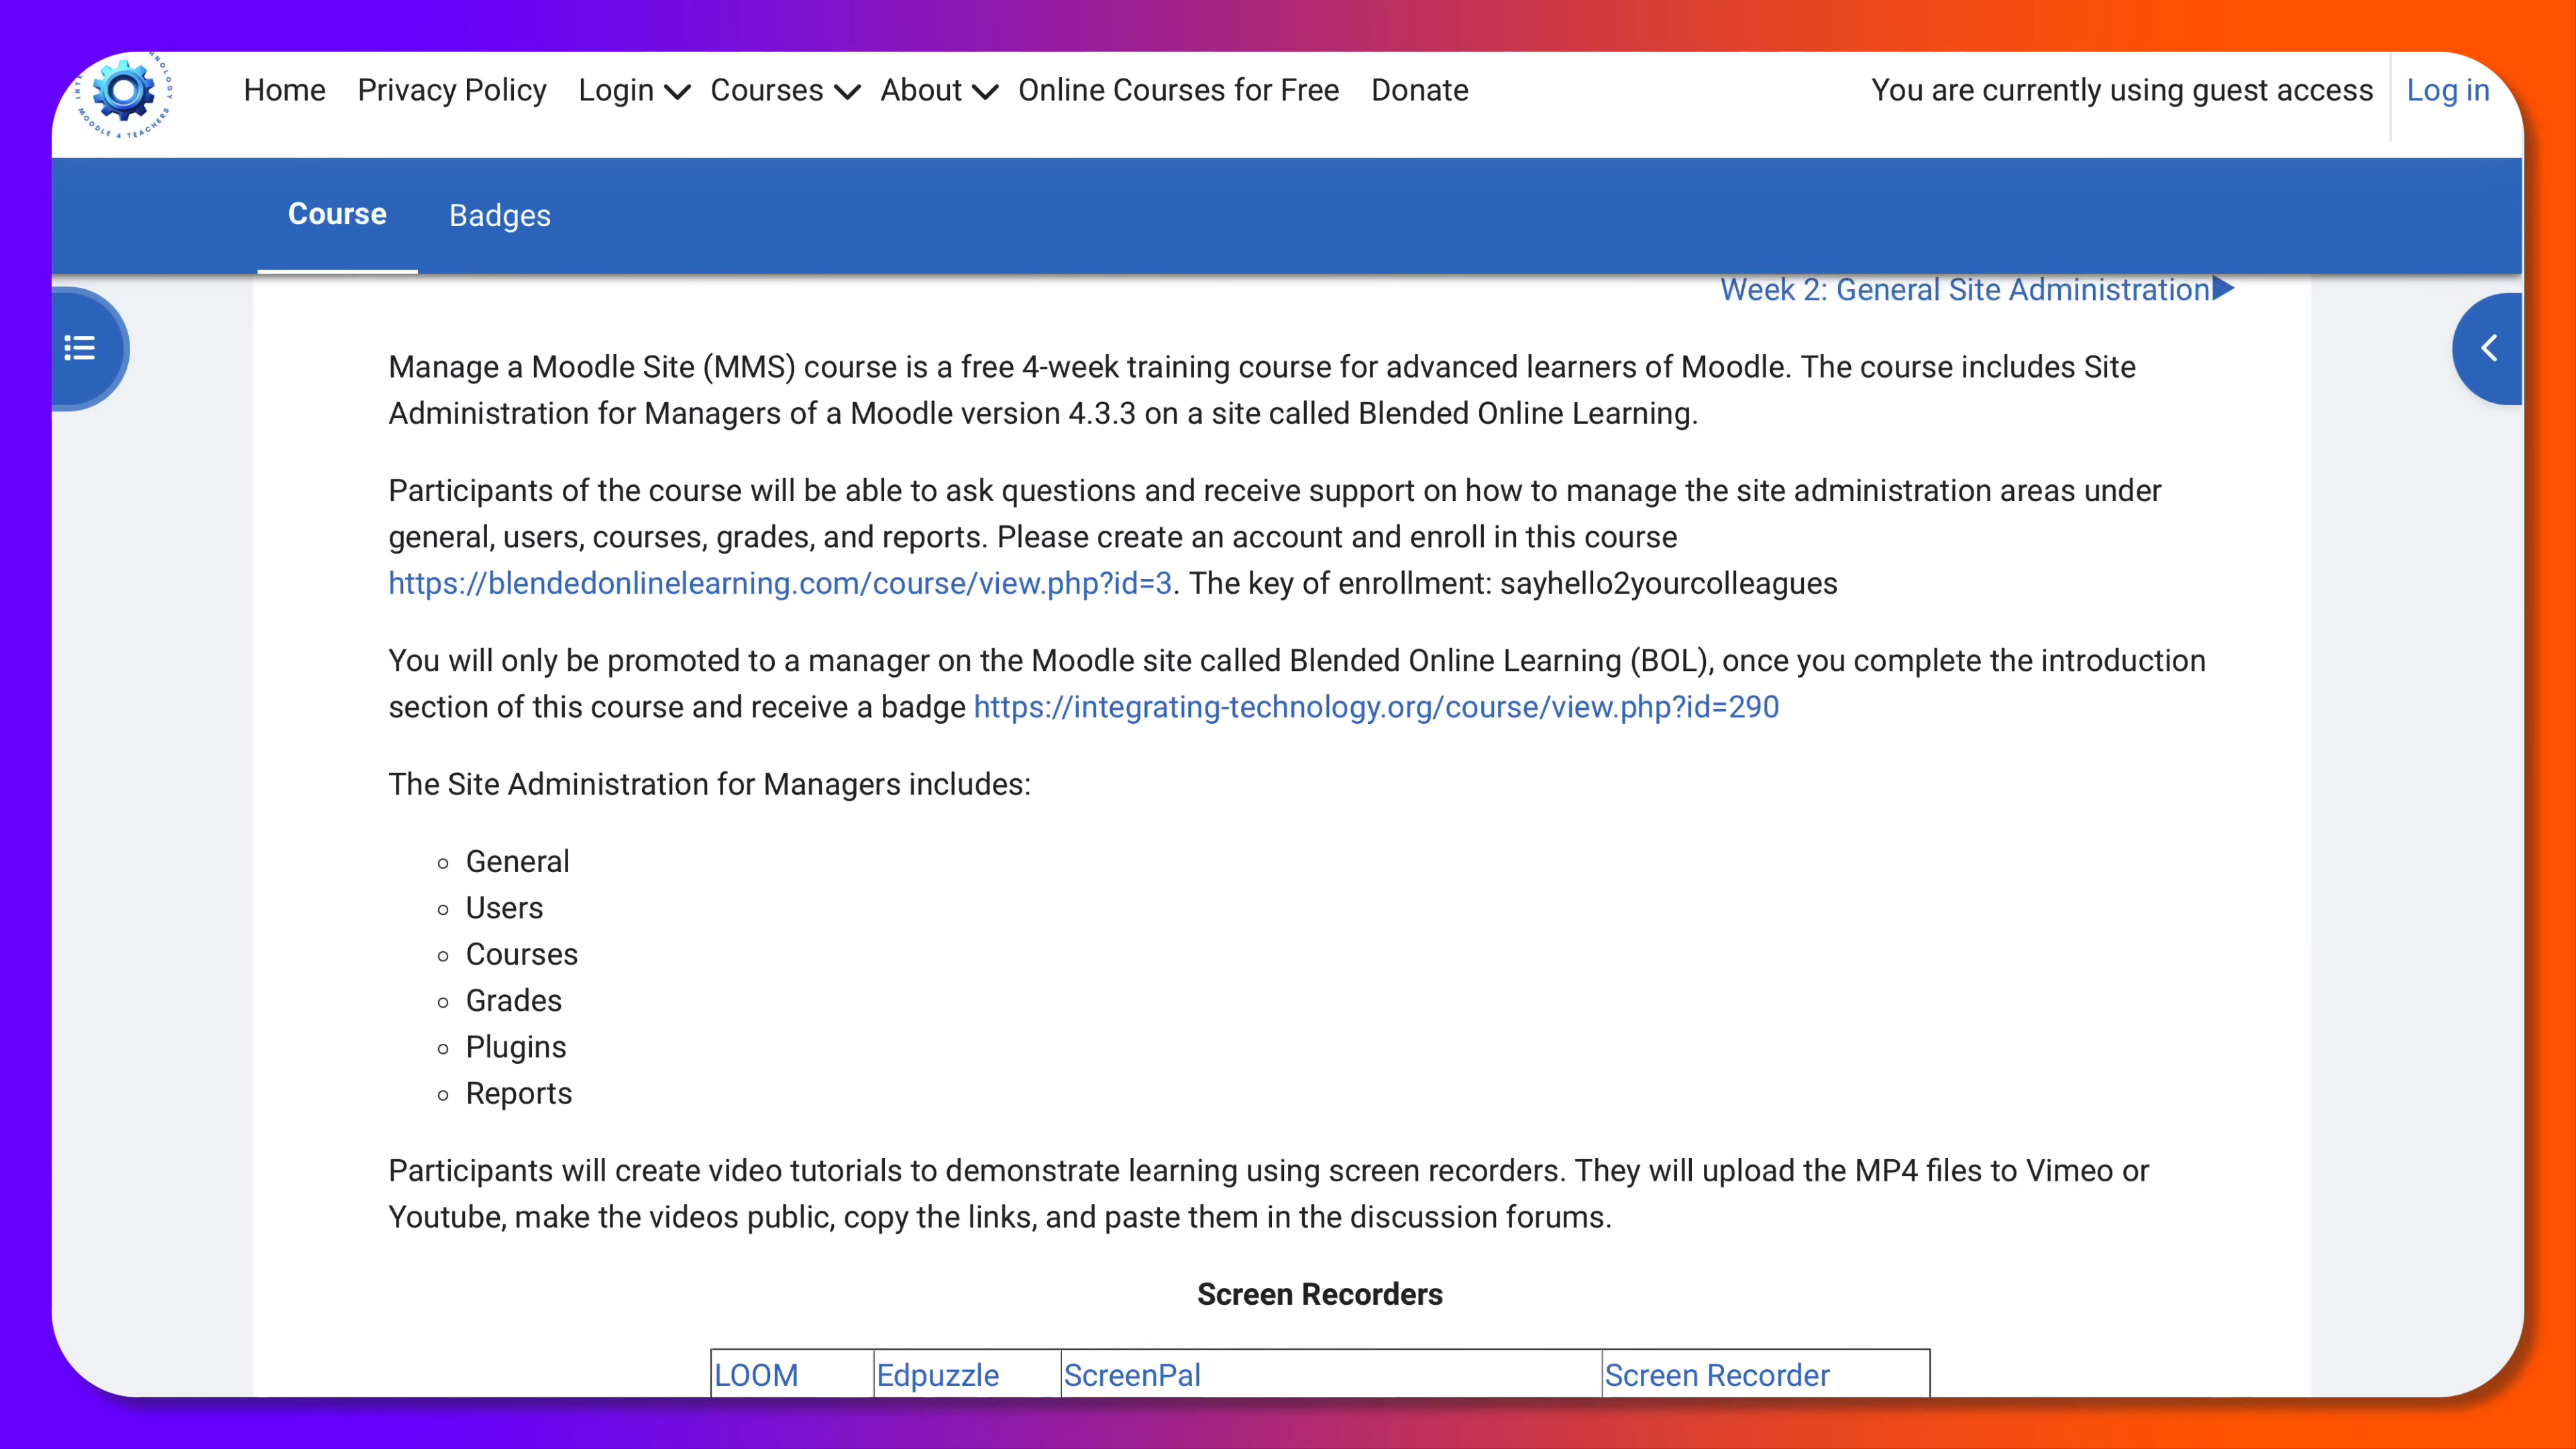 MOODLE 4 TEACHERS
Home Privacy Policy Login Courses About Online Courses for Free Donate You are currently using guest access Log in
Course Badges
Week 2: General Site Administration
Manage a Moodle Site (MMS) course is a free 4-week training course for advanced learners of Moodle. The course includes Site
Administration for Managers of a Moodle version 4.3.3 on a site called Blended Online Learning.
Participants of the course will be able to ask questions and receive support on how to manage the site administration areas under
general, users, courses, grades, and reports. Please create an account and enroll in this course
https://blendedonlinelearning.com/course/view.php?id=3. The key of enrollment: sayhello2yourcolleagues
You will only be promoted to a manager on the Moodle site called Blended Online Learning (BOL), once you complete the introduction
section of this course and receive a badge https://integrating-technology.org/course/view.php?id=290
The Site Administration for Managers includes:
General
Users
Courses
Grades
Plugins
Reports
Participants will create video tutorials to demonstrate learning using screen recorders. They will upload the MP4 files to Vimeo or
Youtube, make the videos public, copy the links, and paste them in the discussion forums.
Screen Recorders
LOOM Edpuzzle ScreenPal Screen Recorder